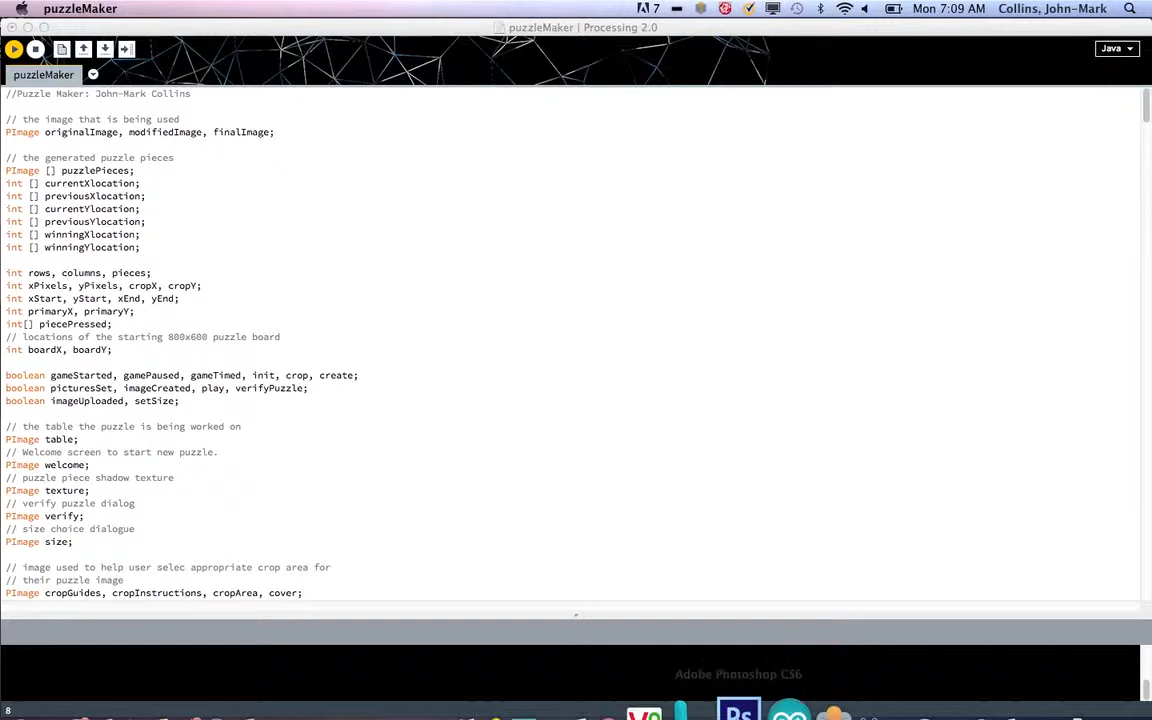 puzzleMaker
7
Mon 7:09 AM
Collins, John-Mark
puzzleMaker | Processing 2.0
Java
puzzleMaker
//Puzzle Maker: John-Mark Collins
// the image that is being used
PImage originalImage, modifiedImage, finalImage;
// the generated puzzle pieces
PImage [] puzzlePieces;
int [] currentXlocation;
int [] previousXlocation;
int [] currentYlocation;
int [] previousYlocation;
int [] winningXlocation;
int [] winningYlocation;
int rows, columns, pieces;
int xPixels, yPixels, cropX, cropY;
int xStart, yStart, xEnd, yEnd;
int primaryX, primaryY;
int[] piecePressed;
// locations of the starting 800x600 puzzle board
int boardX, boardY;
boolean gameStarted, gamePaused, gameTimed, init, crop, create;
boolean picturesSet, imageCreated, play, verifyPuzzle;
boolean imageUploaded, setSize;
// the table the puzzle is being worked on
PImage table;
// Welcome screen to start new puzzle.
PImage welcome;
// puzzle piece shadow texture
PImage texture;
// verify puzzle dialog
PImage verify;
// size choice dialogue
PImage size;
// image used to help user selec appropriate crop area for
// their puzzle image
PImage cropGuides, cropInstructions, cropArea, cover;
Adobe Photoshop CS6
Ps
8